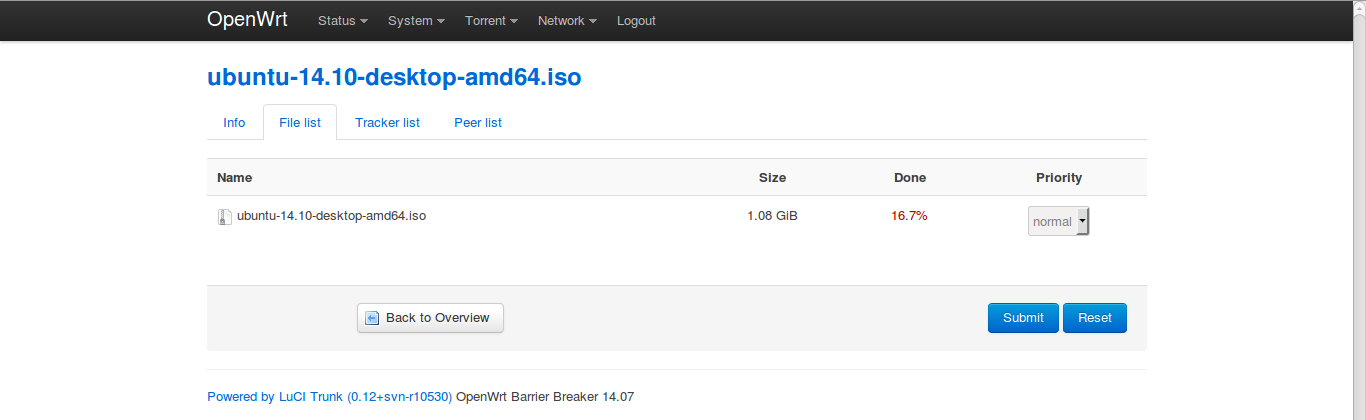 OpenWrt Status System Torrent Network Logout
ubuntu-14.10-desktop-amd64.iso
Info File list Tracker list Peer list
Name Size Done Priority
ubuntu-14.10-desktop-amd64.iso 1.08 GiB 16.7% normal
Back to Overview Submit Reset
Powered by LuCI Trunk (0.12+svn-r10530) OpenWrt Barrier Breaker 14.07